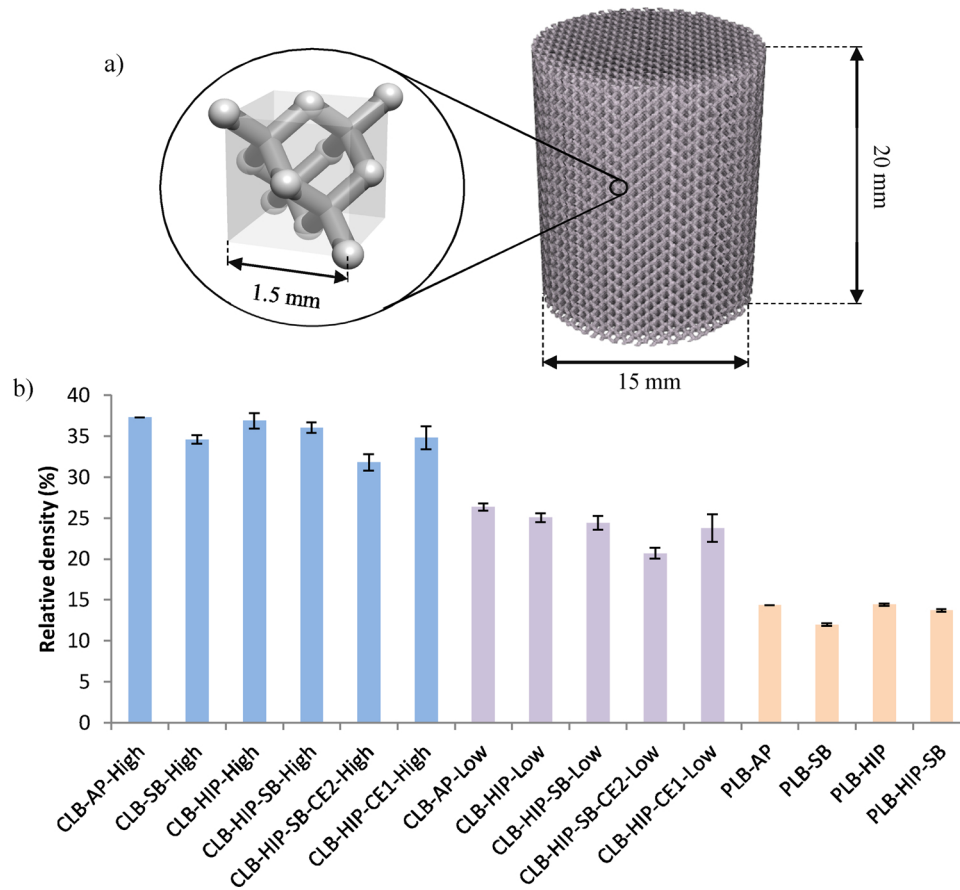 a)
1.5 mm
20 mm
15 mm
b)
Relative density (%)
40
35
30
25
20
15
10
5
0
CLB-AP-High
CLB-SB-High
CLB-HIP-High
CLB-HIP-SB-High
CLB-HIP-SB-CE2-High
CLB-HIP-CE1-High
CLB-AP-Low
CLB-HIP-Low
CLB-HIP-SB-Low
CLB-HIP-SB-CE2-Low
CLB-HIP-CE1-Low
PLB-AP
PLB-SB
PLB-HIP
PLB-HIP-SB